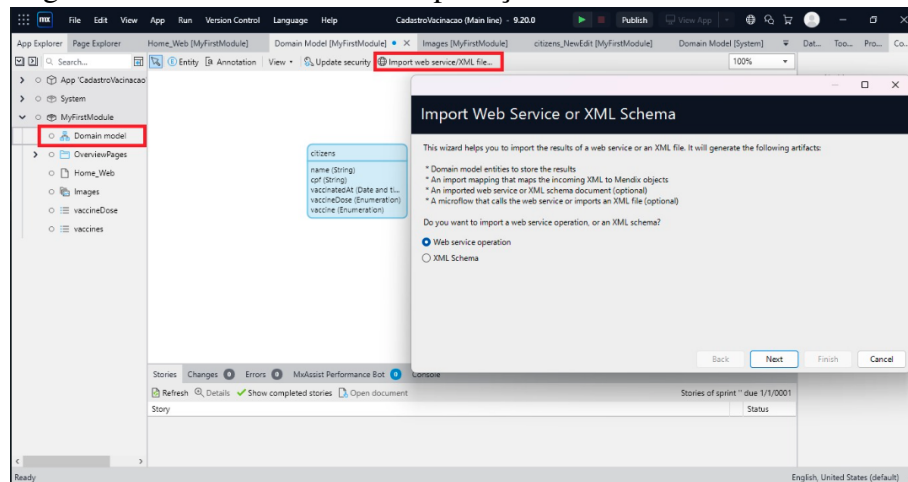 mx File Edit View App Run Version Control Language Help CadastroVacinacao (Main line) - 9.20.0 Publish View App
App Explorer Page Explorer Home_Web [MyFirstModule] Domain Model [MyFirstModule] Images [MyFirstModule] citizens_NewEdit [MyFirstModule] Domain Model [System] Dat... Too... Pro... Co..
Search... Entity Annotation View Update security Import web service/XML file... 100%
App 'CadastroVacinacao
System
MyFirstModule
Domain model
OverviewPages
Home_Web
Images
vaccineDose
vaccines
citizens
name (String)
cpf (String)
vaccinatedAt (Date and ti...
vaccineDose (Enumeration)
vaccine (Enumeration)
Import Web Service or XML Schema
This wizard helps you to import the results of a web service or an XML file. It will generate the following artifacts:
* Domain model entities to store the results
* An import mapping that maps the incoming XML to Mendix objects
* An imported web service or XML schema document (optional)
* A microflow that calls the web service or imports an XML file (optional)
Do you want to import a web service operation, or an XML schema?
Web service operation
XML Schema
Back Next Finish Cancel
Stories Changes 0 Errors 0 MxAssist Performance Bot 0 Console
Refresh Details Show completed stories Open document Stories of sprint '' due 1/1/0001
Story Status
Ready English, United States (default)